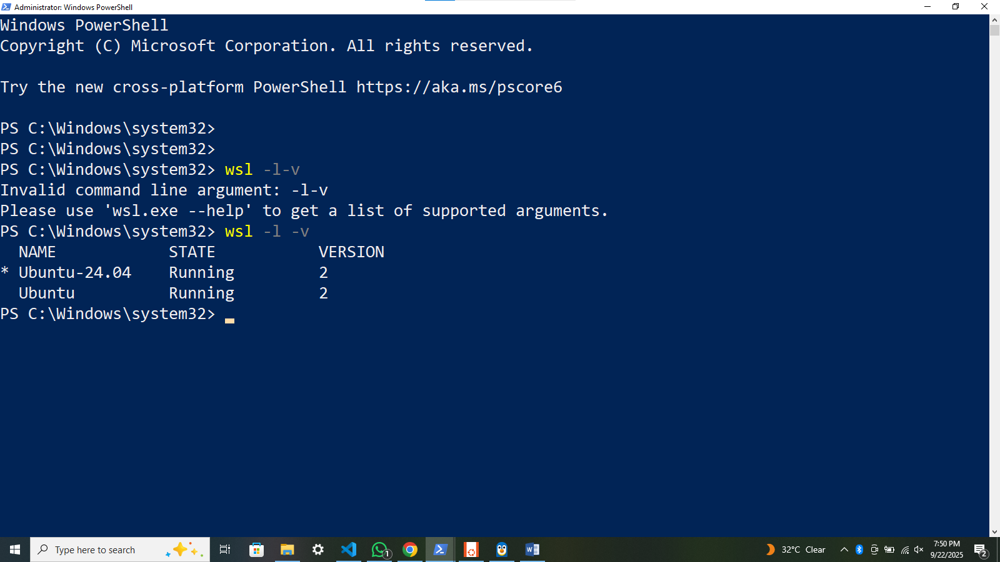 Administrator: Windows PowerShell
Windows PowerShell
Copyright (C) Microsoft Corporation. All rights reserved.
Try the new cross-platform PowerShell https://aka.ms/pscore6
PS C:\Windows\system32>
PS C:\Windows\system32>
PS C:\Windows\system32> wsl -l-v
Invalid command line argument: -l-v
Please use 'wsl.exe --help' to get a list of supported arguments.
PS C:\Windows\system32> wsl -l -v
  NAME            STATE           VERSION
* Ubuntu-24.04    Running         2
  Ubuntu          Running         2
PS C:\Windows\system32>
Type here to search
1
W
32°C Clear
7:50 PM
9/22/2025
2